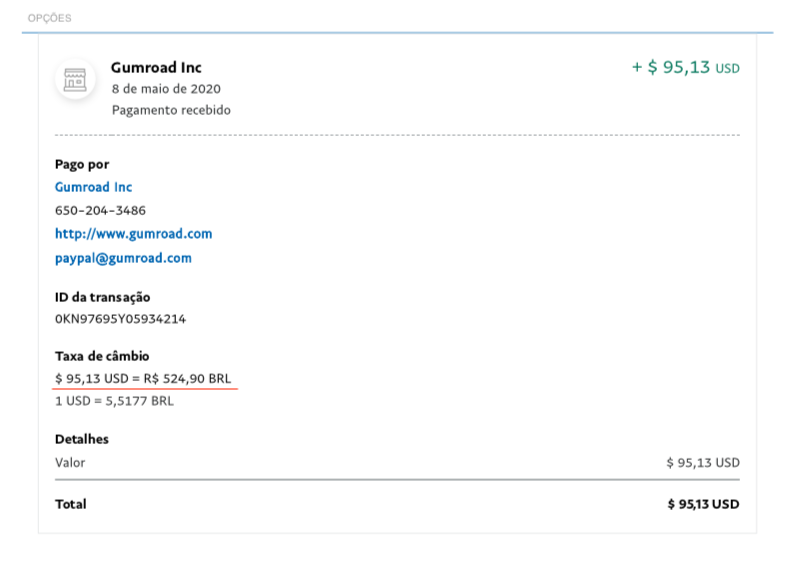 OPÇÕES
Gumroad Inc
+ $ 95,13 USD
8 de maio de 2020
Pagamento recebido
Pago por
Gumroad Inc
650-204-3486
http://www.gumroad.com
paypal@gumroad.com
ID da transação
0KN97695Y05934214
Taxa de câmbio
$ 95,13 USD = R$ 524,90 BRL
1 USD = 5,5177 BRL
Detalhes
Valor $ 95,13 USD
Total $ 95,13 USD